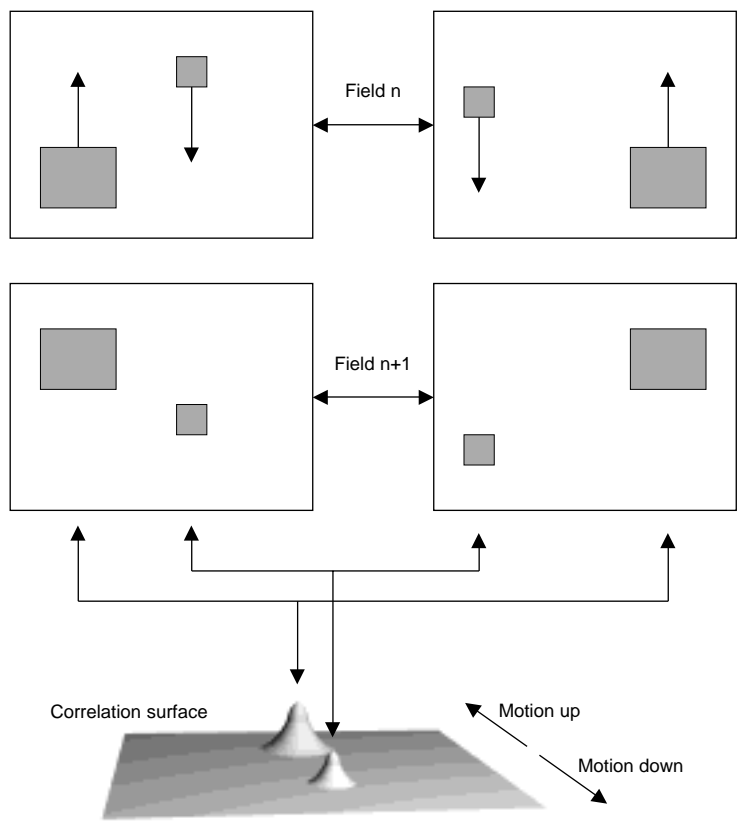 Field n
Field n+1
Correlation surface
Motion up
Motion down